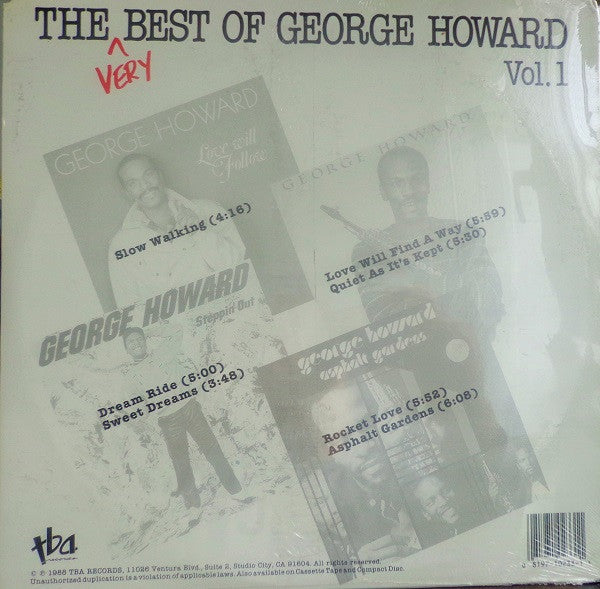 THE BEST OF GEORGE HOWARD
VERY
Vol. 1
GEORGE HOWARD
Love will
Follow
GEORGE HOWARD
Slow Walking (4:16)
Love Will Find A Way (5:59)
Quiet As It's Kept (5:30)
GEORGE HOWARD
Steppin' Out
george howard
asphalt gardens
Dream Ride (5:00)
Sweet Dreams (3:48)
Rocket Love (5:52)
Asphalt Gardens (6:08)
tba
records
© ℗ 1988 TBA RECORDS, 11026 Ventura Blvd., Suite 2, Studio City, CA 91604. All rights reserved.
Unauthorized duplication is a violation of applicable laws. Also available on Cassette Tape and Compact Disc.